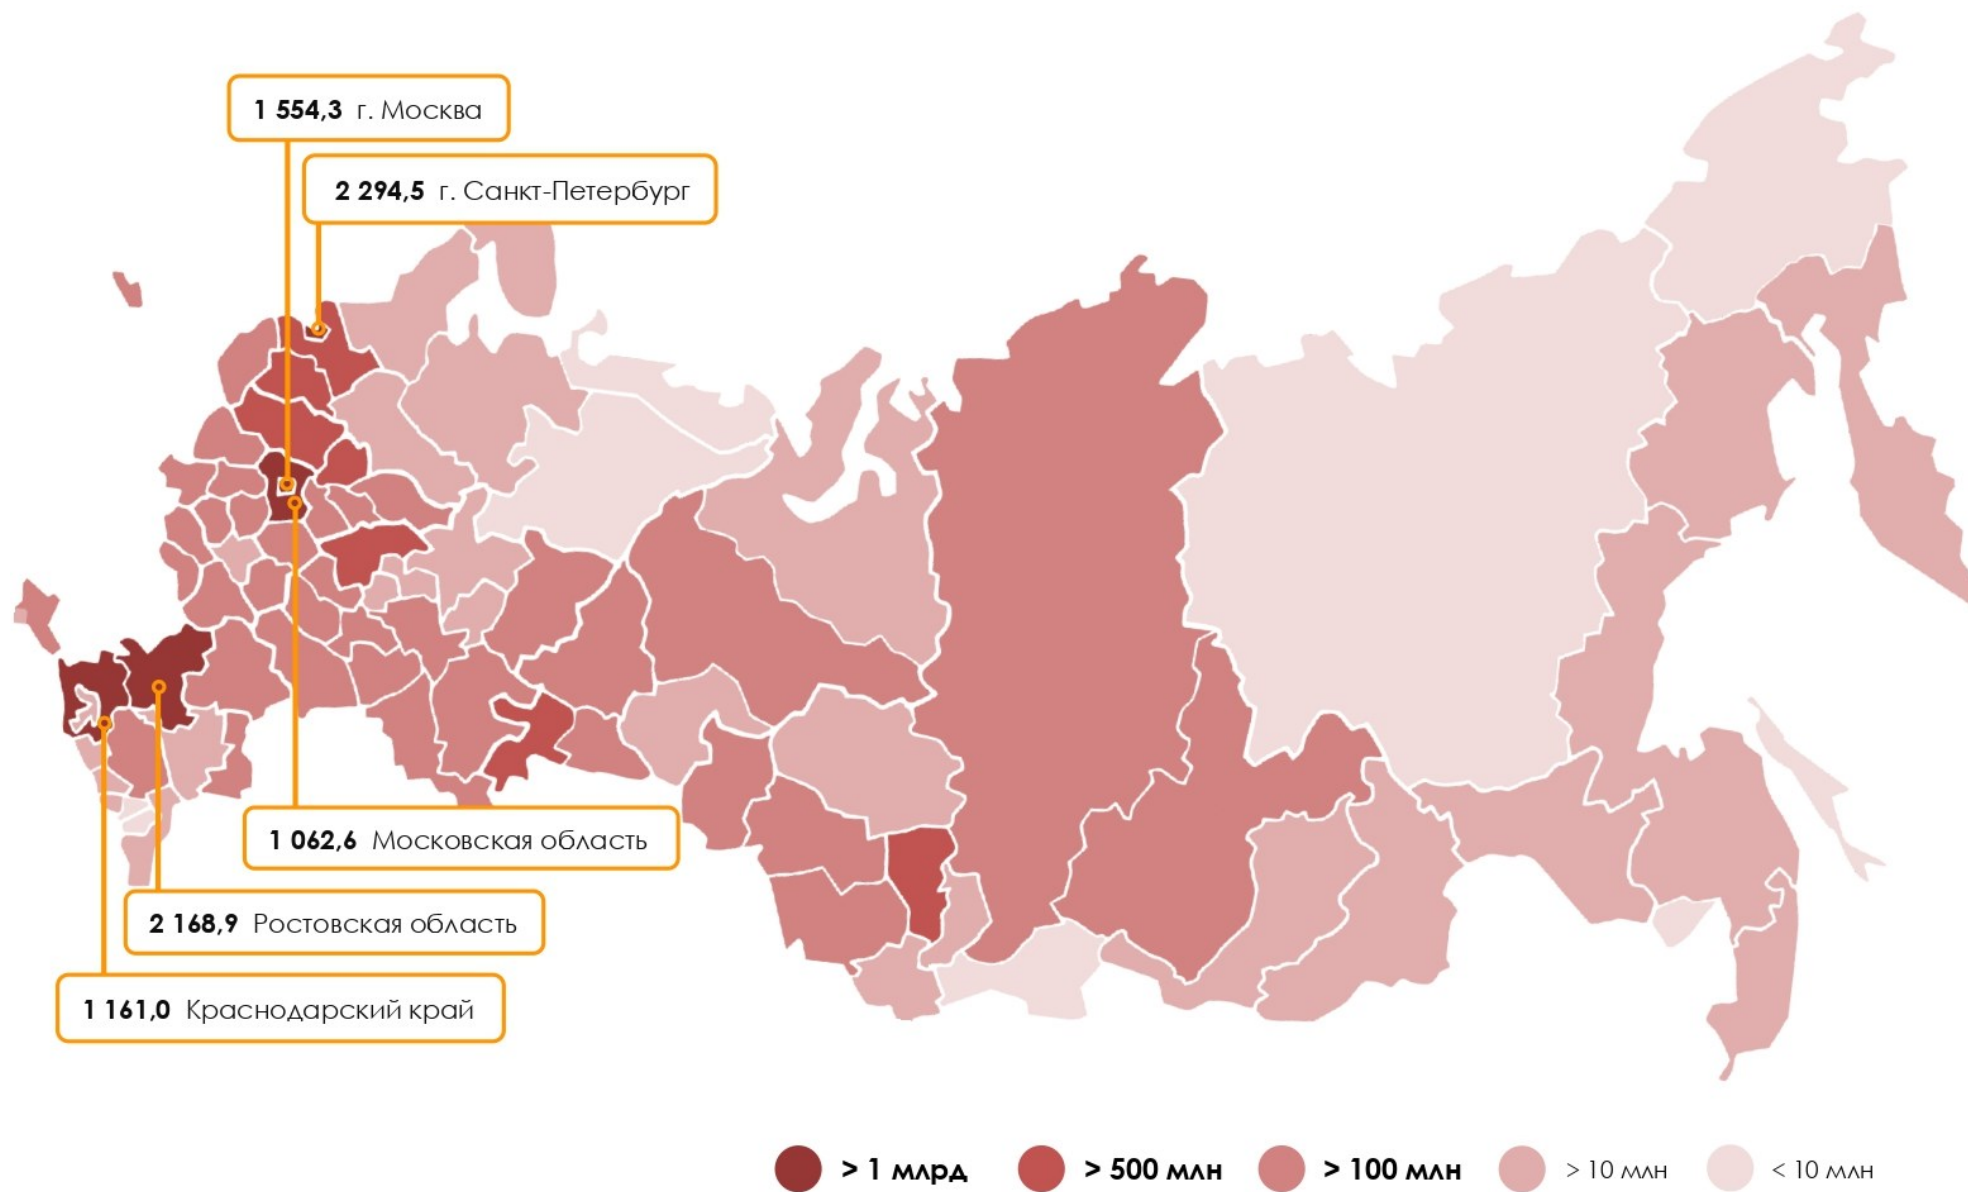 1 554,3 г. Москва
2 294,5 г. Санкт-Петербург
1 062,6 Московская область
2 168,9 Ростовская область
1 161,0 Краснодарский край
> 1 млрд > 500 млн > 100 млн > 10 млн < 10 млн